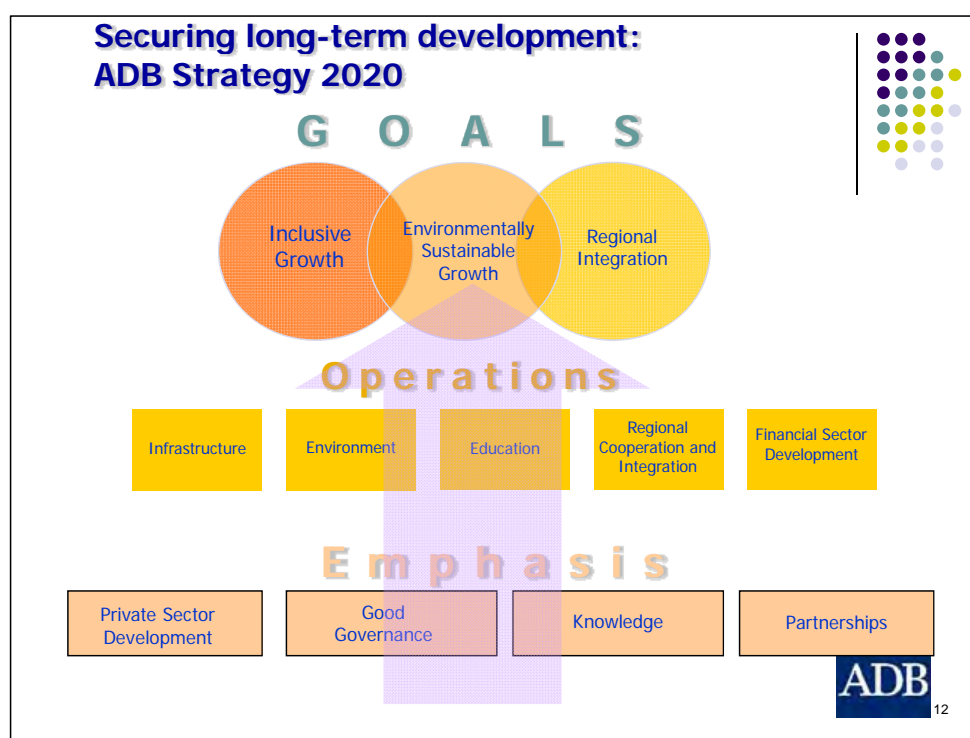 Securing long-term development:
ADB Strategy 2020
GOALS
Inclusive
Growth
Environmentally
Sustainable
Growth
Regional
Integration
Operations
Infrastructure
Environment
Education
Regional
Cooperation and
Integration
Financial Sector
Development
Emphasis
Private Sector
Development
Good
Governance
Knowledge
Partnerships
ADB
12